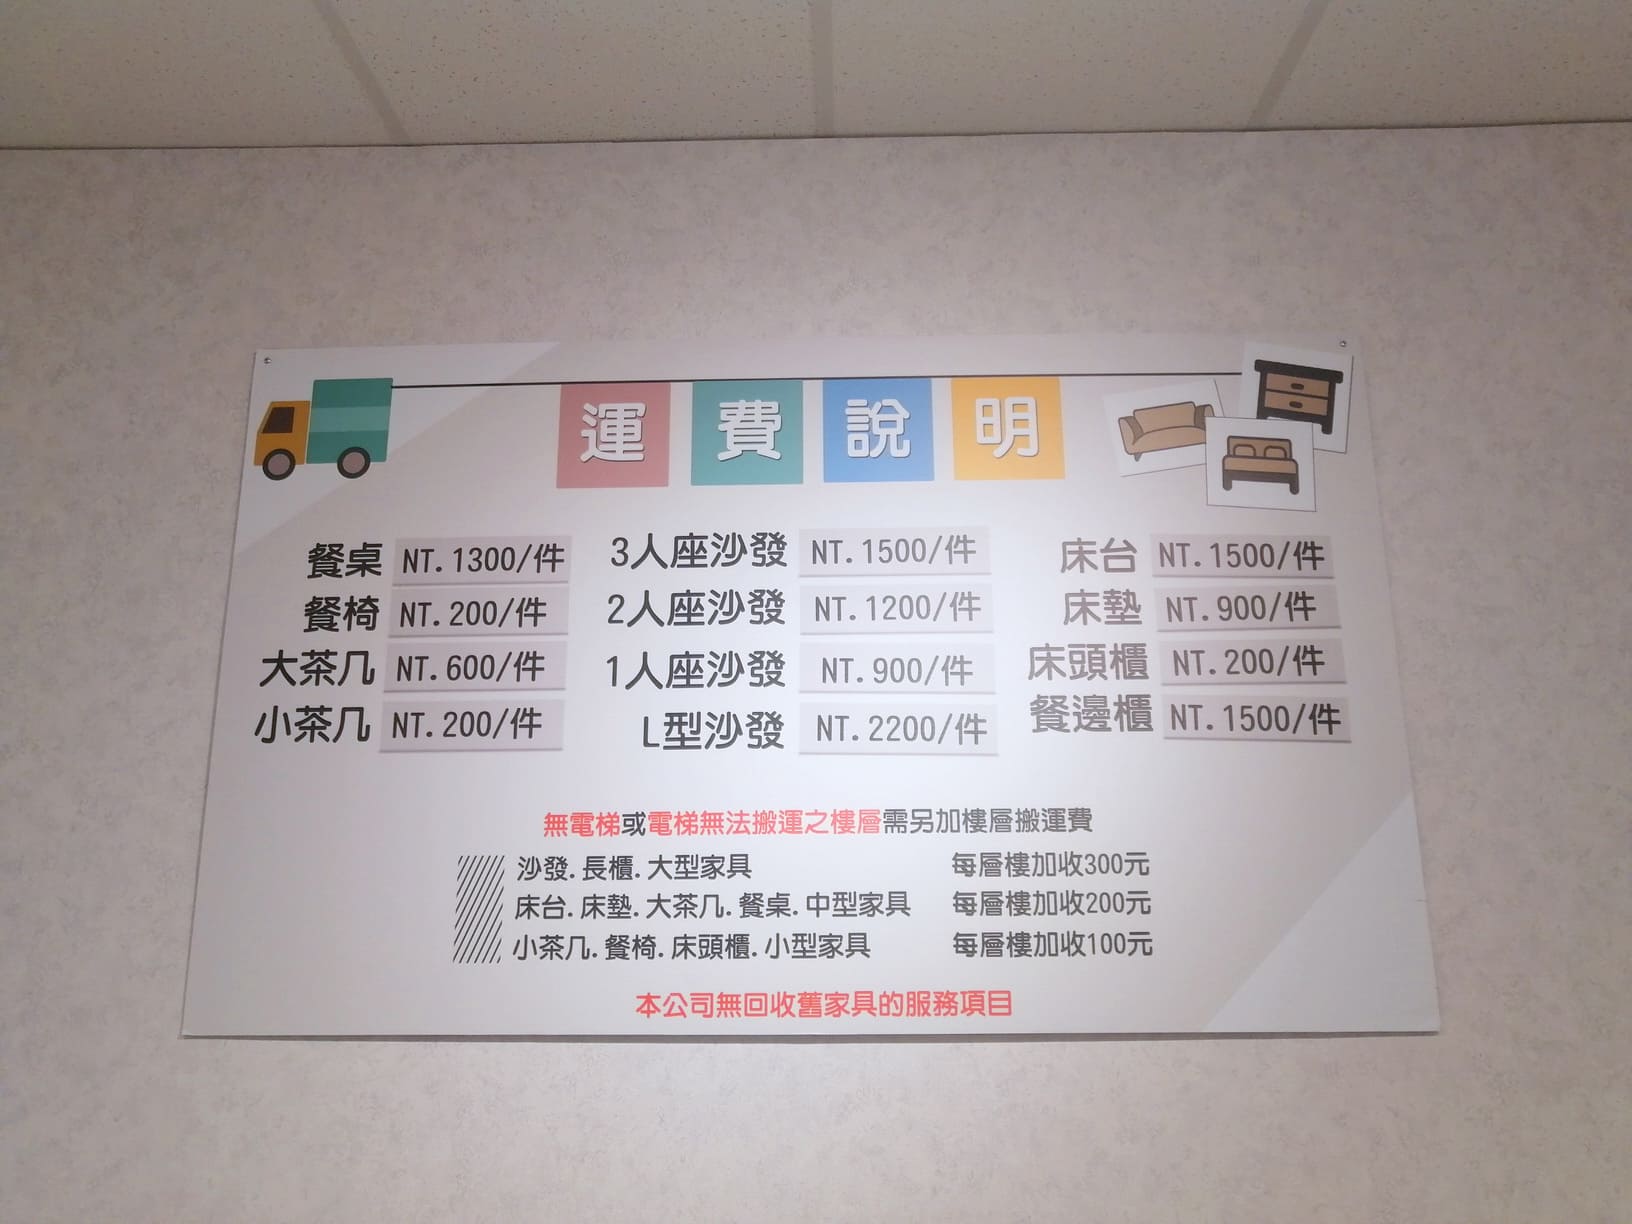 運費說明
餐桌 NT.1300/件
餐椅 NT.200/件
大茶几 NT.600/件
小茶几 NT.200/件
3人座沙發 NT.1500/件
2人座沙發 NT.1200/件
1人座沙發 NT.900/件
L型沙發 NT.2200/件
床台 NT.1500/件
床墊 NT.900/件
床頭櫃 NT.200/件
餐邊櫃 NT.1500/件
無電梯或電梯無法搬運之樓層需另加樓層搬運費
沙發.長櫃.大型家具 每層樓加收300元
床台.床墊.大茶几.餐桌.中型家具 每層樓加收200元
小茶几.餐椅.床頭櫃.小型家具 每層樓加收100元
本公司無回收舊家具的服務項目